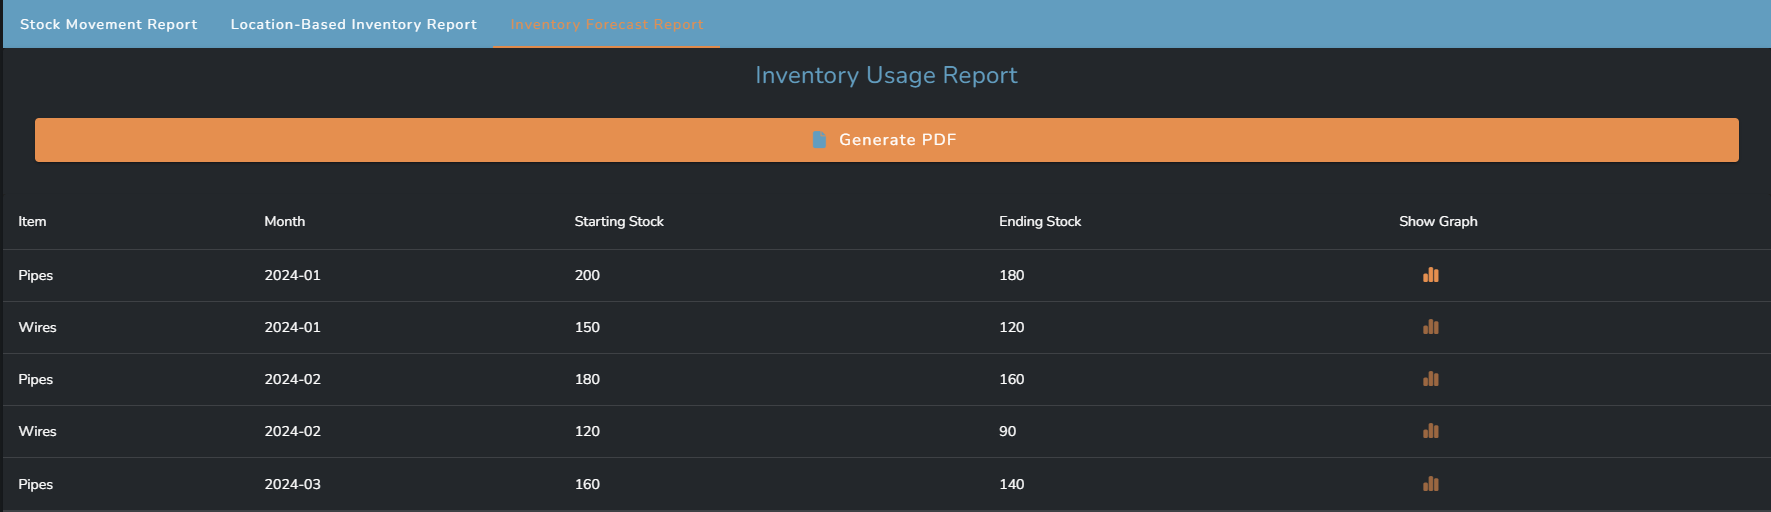 Stock Movement Report Location-Based Inventory Report Inventory Forecast Report
Inventory Usage Report
Generate PDF
Item Month Starting Stock Ending Stock Show Graph
Pipes 2024-01 200 180
Wires 2024-01 150 120
Pipes 2024-02 180 160
Wires 2024-02 120 90
Pipes 2024-03 160 140